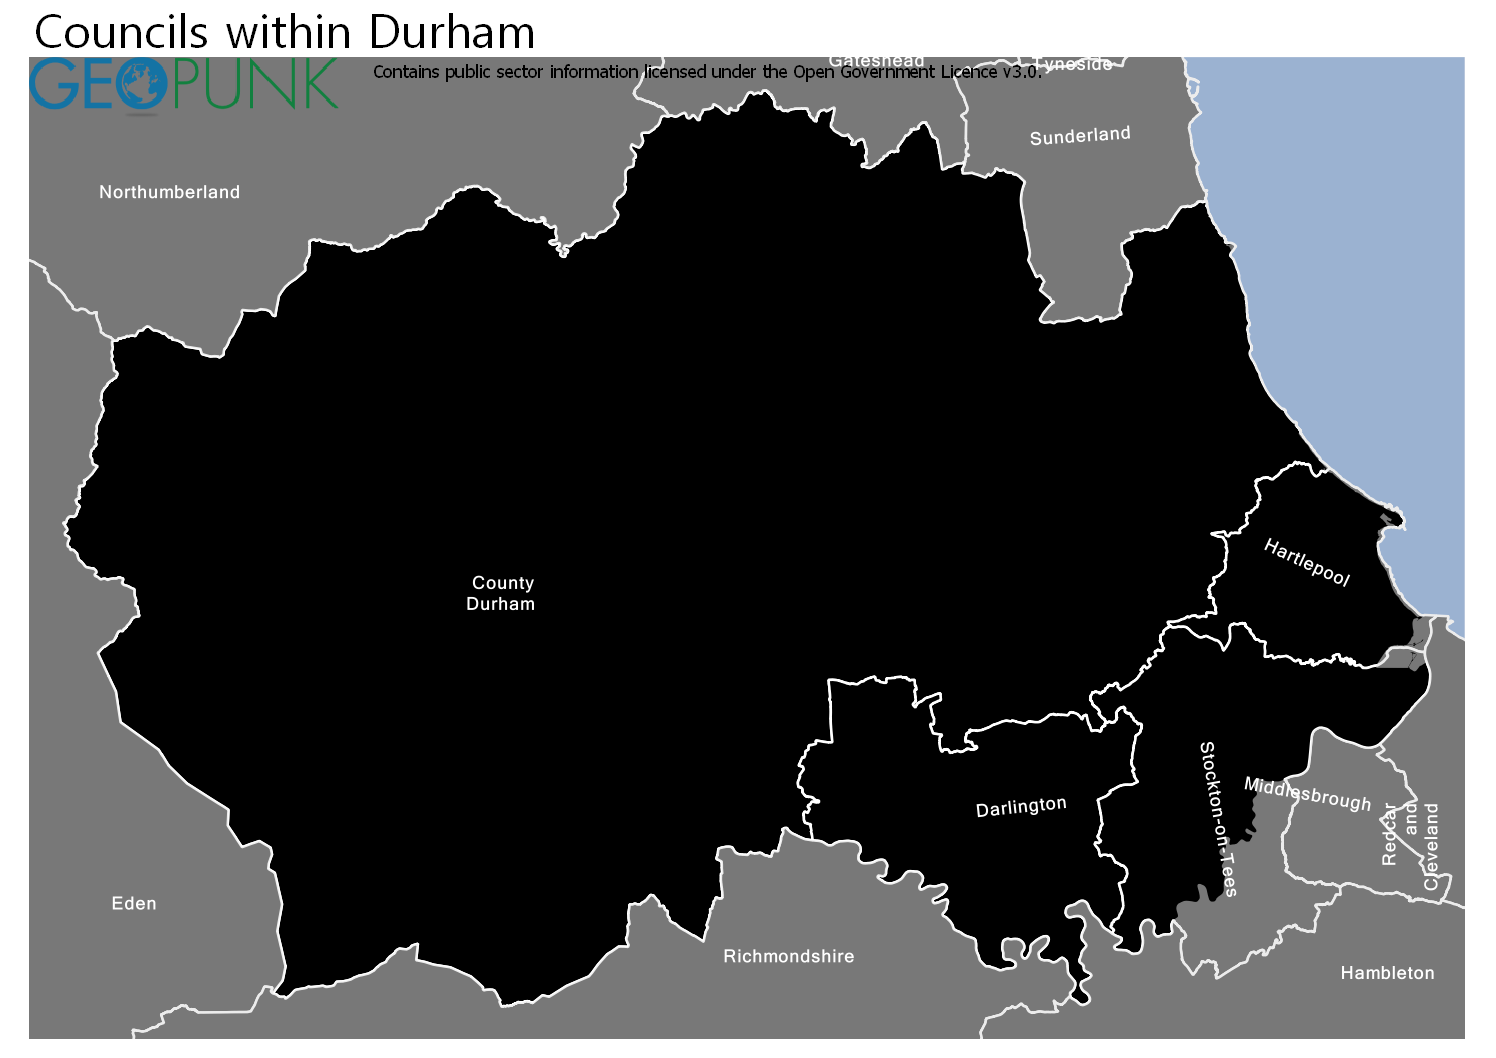 Councils within Durham
GEOPUNK
Contains public sector information licensed under the Open Government Licence v3.0.
Gateshead
Tyneside
Sunderland
Northumberland
Hartlepool
County
Durham
Stockton-on-Tees
Middlesbrough
Darlington
Redcar
and
Cleveland
Eden
Richmondshire
Hambleton